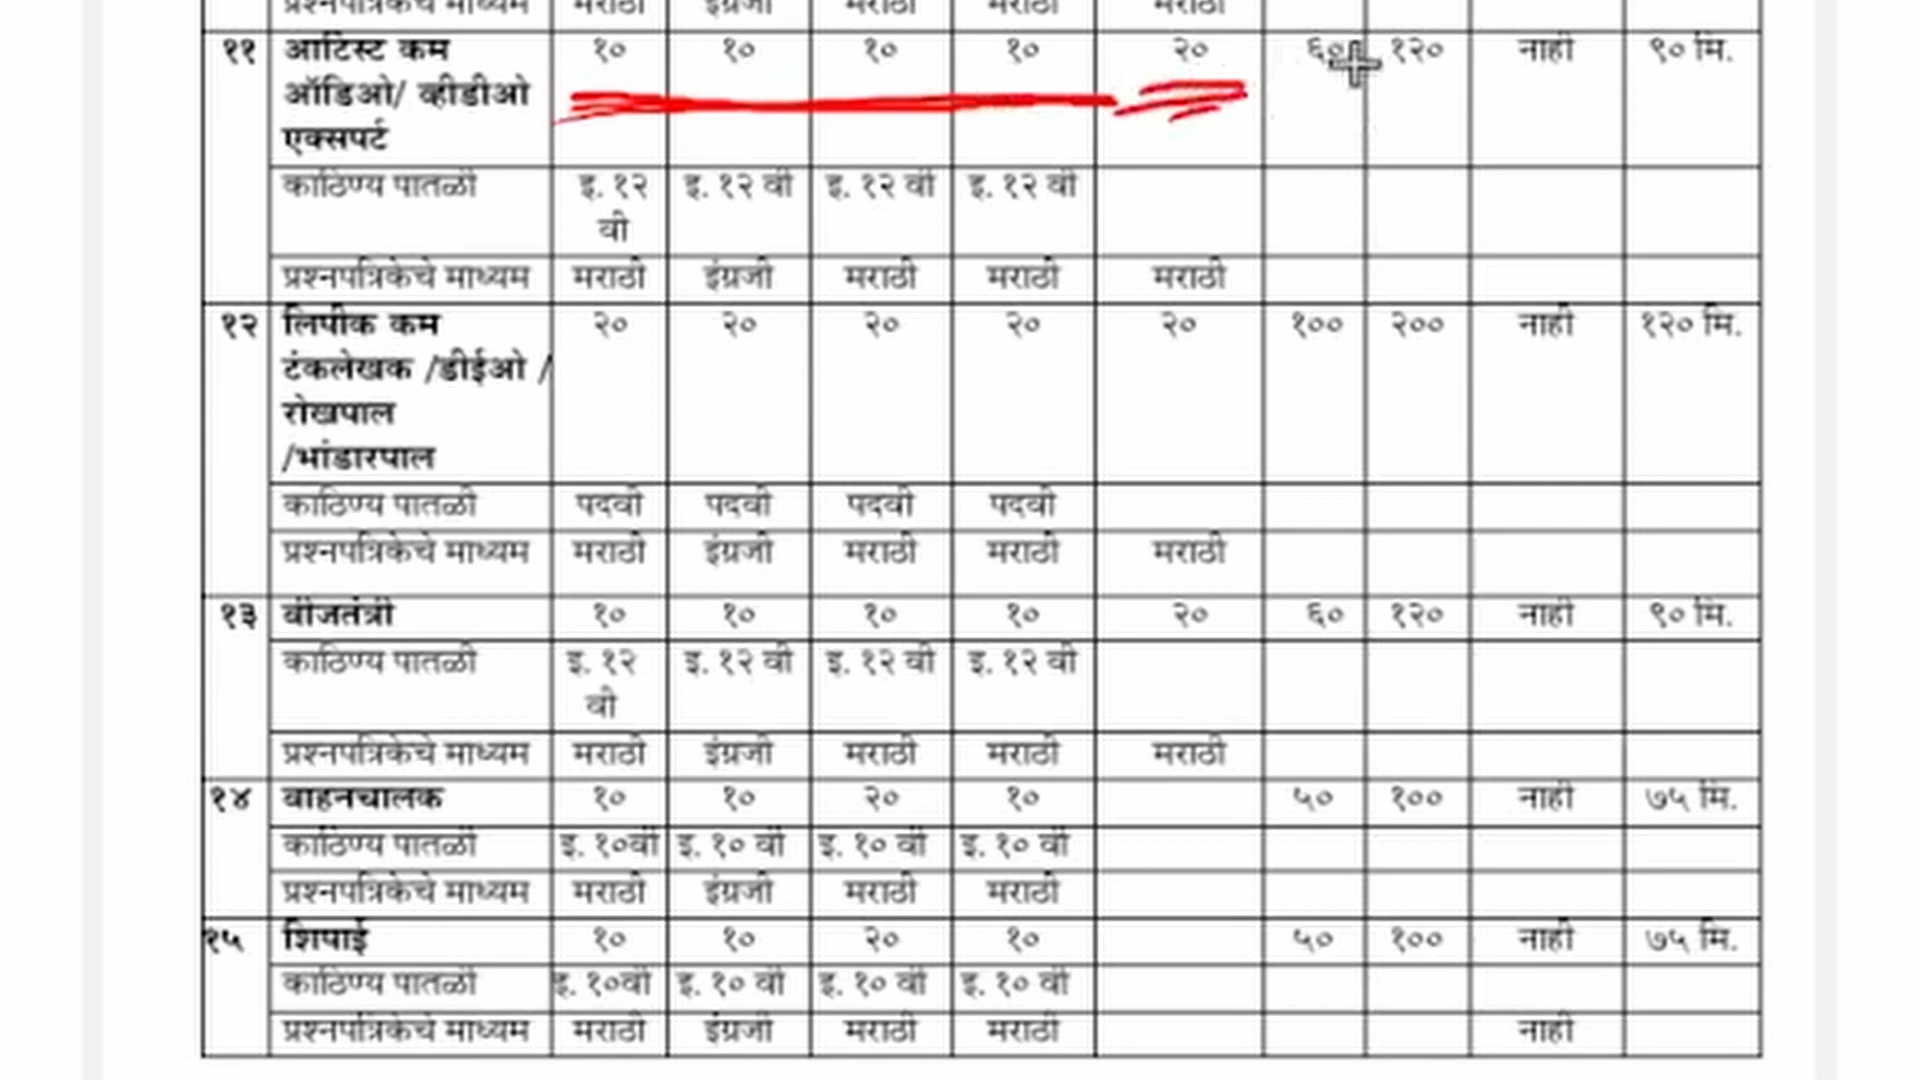 प्रश्नपत्रिकेचे माध्यम मराठी इंग्रजी मराठी मराठी मराठी
११ आर्टिस्ट कम १० १० १० १० २० ६० १२० नाही ९० मि.
ऑडिओ/ व्हीडीओ
एक्सपर्ट
काठिण्य पातळी इ. १२ इ. १२ वी इ. १२ वी इ. १२ वी
वी
प्रश्नपत्रिकेचे माध्यम मराठी इंग्रजी मराठी मराठी मराठी
१२ लिपीक कम २० २० २० २० २० १०० २०० नाही १२० मि.
टंकलेखक /डीईओ /
रोखपाल
/भांडारपाल
काठिण्य पातळी पदवी पदवी पदवी पदवी
प्रश्नपत्रिकेचे माध्यम मराठी इंग्रजी मराठी मराठी मराठी
१३ वीजतंत्री १० १० १० १० २० ६० १२० नाही ९० मि.
काठिण्य पातळी इ. १२ इ. १२ वी इ. १२ वी इ. १२ वी
वी
प्रश्नपत्रिकेचे माध्यम मराठी इंग्रजी मराठी मराठी मराठी
१४ वाहनचालक १० १० २० १० ५० १०० नाही ७५ मि.
काठिण्य पातळी इ. १०वी इ. १० वी इ. १० वी इ. १० वी
प्रश्नपत्रिकेचे माध्यम मराठी इंग्रजी मराठी मराठी
१५ शिपाई १० १० २० १० ५० १०० नाही ७५ मि.
काठिण्य पातळी इ. १०वी इ. १० वी इ. १० वी इ. १० वी
प्रश्नपत्रिकेचे माध्यम मराठी इंग्रजी मराठी मराठी नाही